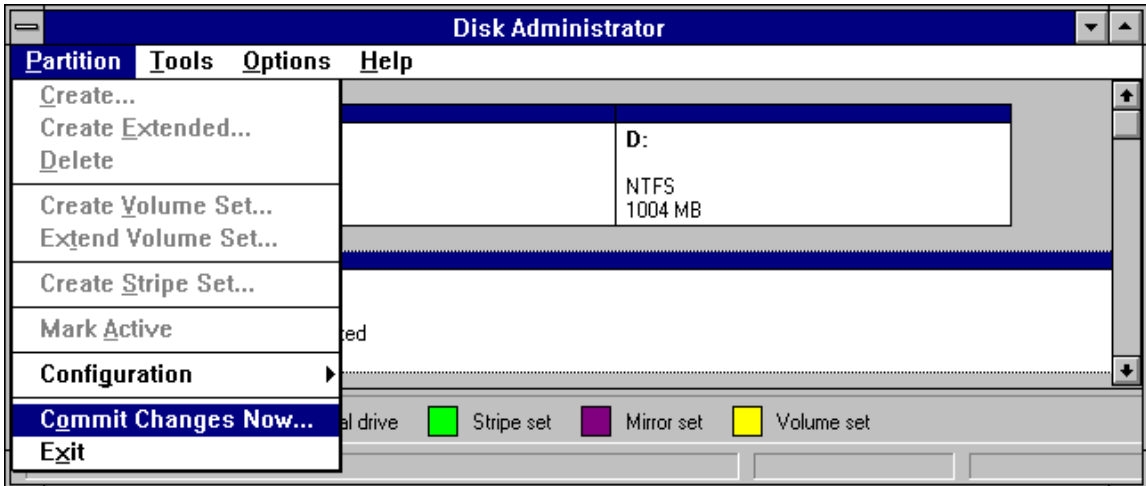 Disk Administrator
Partition Tools Options Help
Create...
Create Extended...
Delete
Create Volume Set...
Extend Volume Set...
Create Stripe Set...
Mark Active
Configuration
Commit Changes Now...
Exit
D:
NTFS
1004 MB
ted
al drive Stripe set Mirror set Volume set